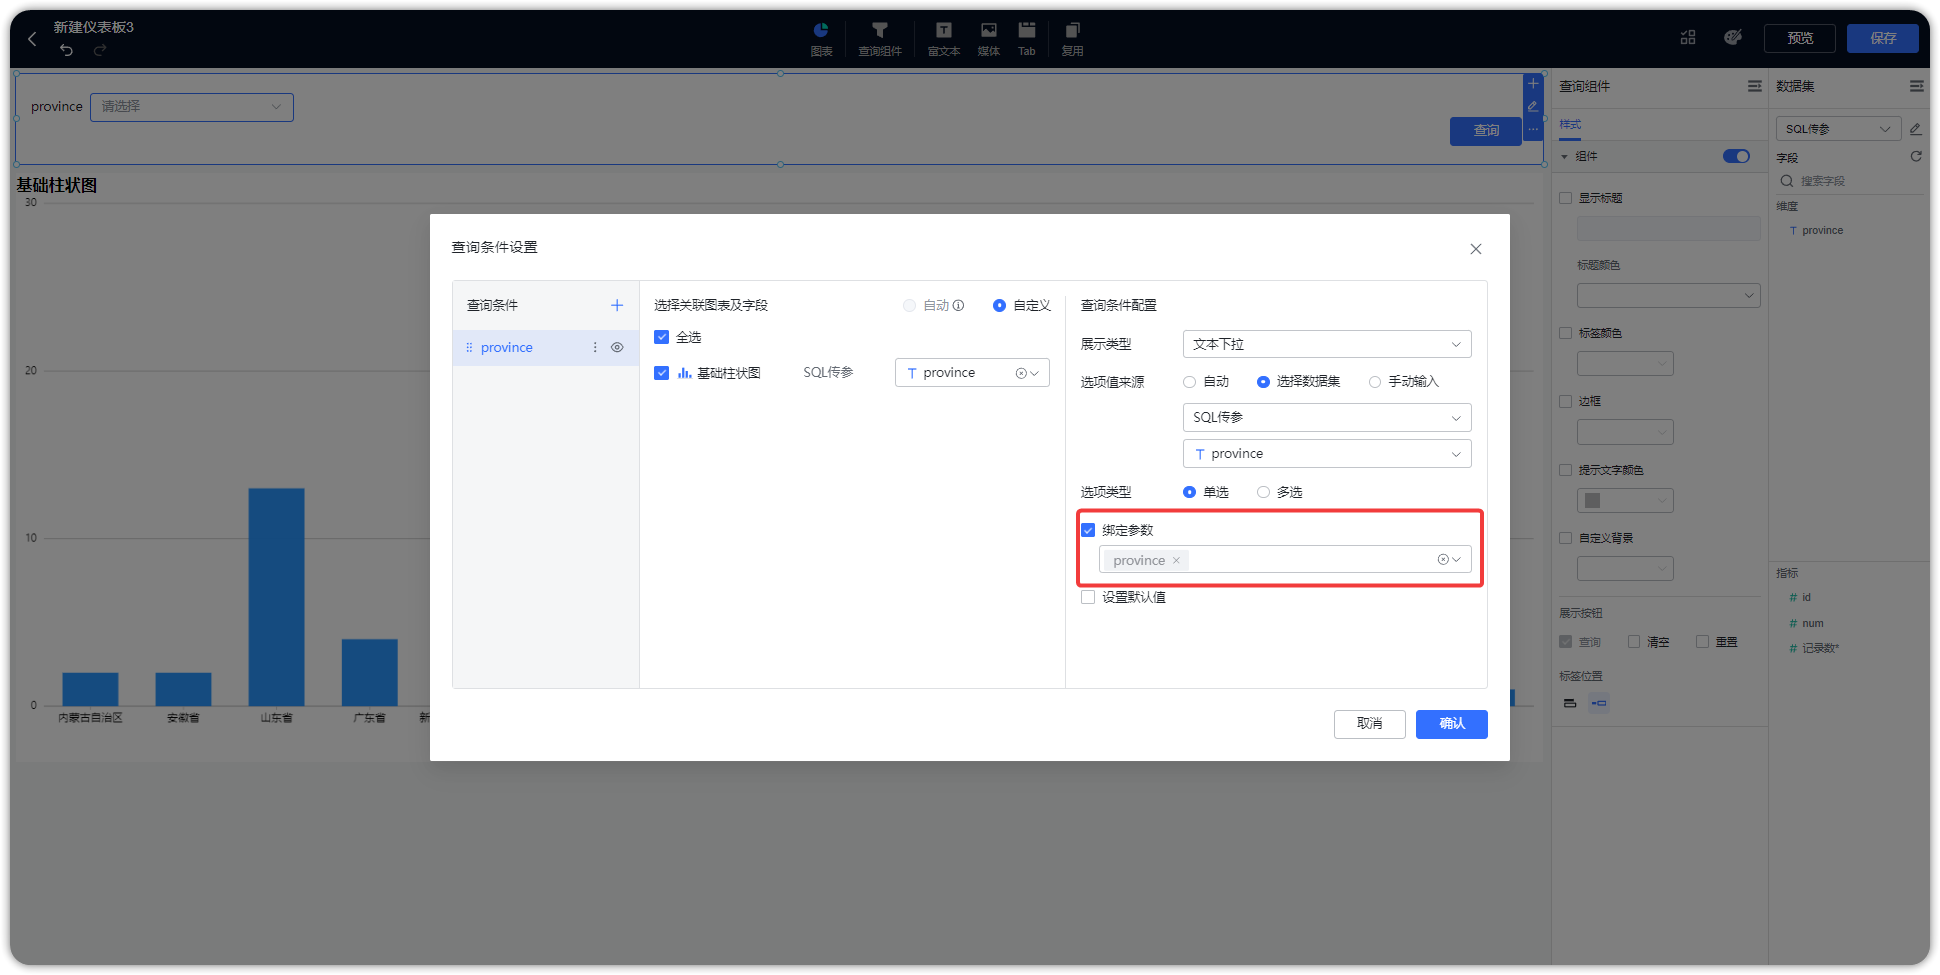 新建仪表板3
图表
查询组件
富文本
媒体
Tab
复用
预览
保存
province
请选择
查询
基础柱状图
30
20
10
0
内蒙古自治区
安徽省
山东省
广东省
新
查询条件设置
查询条件
province
选择关联图表及字段
自动
自定义
全选
基础柱状图
SQL传参
province
查询条件配置
展示类型
文本下拉
选项值来源
自动
选择数据集
手动输入
SQL传参
province
选项类型
单选
多选
绑定参数
province
设置默认值
取消
确认
查询组件
样式
组件
显示标题
标题颜色
标签颜色
边框
提示文字颜色
自定义背景
展示按钮
查询
清空
重置
标签位置
数据集
SQL传参
字段
搜索字段
维度
T province
指标
# id
# num
# 记录数*